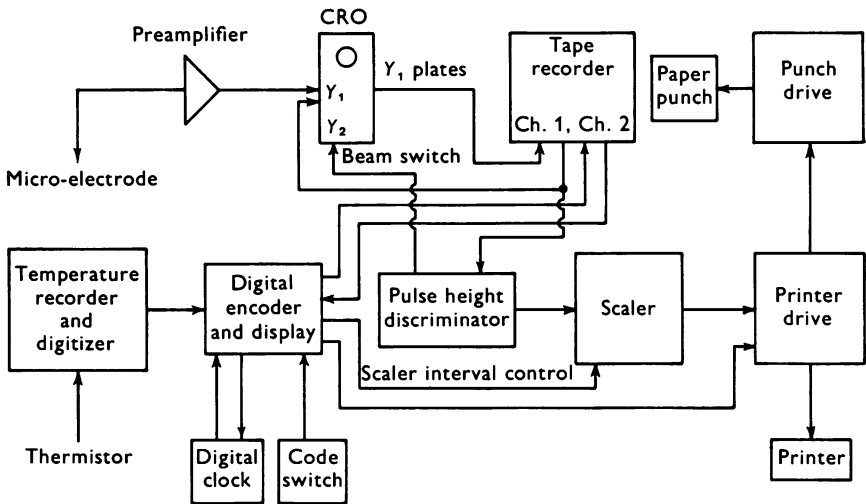 CRO
Preamplifier
Y₁ plates
Tape
recorder
Ch. 1, Ch. 2
Paper
punch
Punch
drive
Y₁
Y₂
Beam switch
Micro-electrode
Temperature
recorder
and
digitizer
Digital
encoder
and display
Pulse height
discriminator
Scaler
Printer
drive
Scaler interval control
Thermistor
Digital
clock
Code
switch
Printer